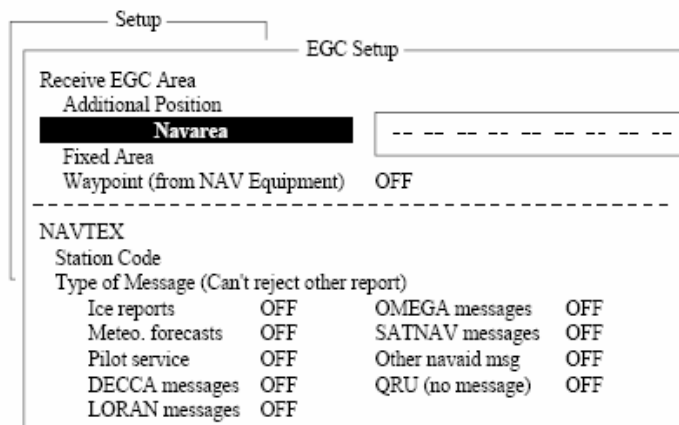 Setup
EGC Setup
Receive EGC Area
Additional Position
Navarea -- -- -- -- -- -- -- -- --
Fixed Area
Waypoint (from NAV Equipment) OFF
NAVTEX
Station Code
Type of Message (Can't reject other report)
Ice reports OFF OMEGA messages OFF
Meteo. forecasts OFF SATNAV messages OFF
Pilot service OFF Other navaid msg OFF
DECCA messages OFF QRU (no message) OFF
LORAN messages OFF